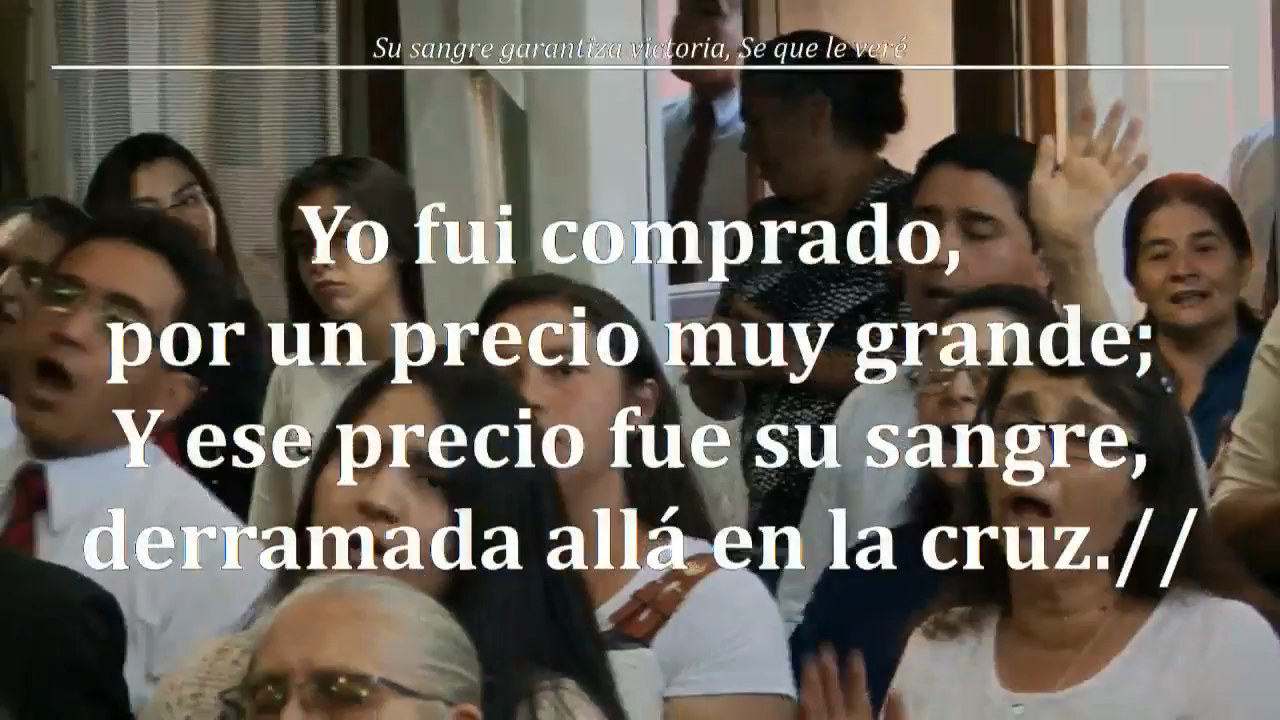 Su sangre garantiza victoria, Se que le veré
Yo fui comprado,
por un precio muy grande;
Y ese precio fue su sangre,
derramada allá en la cruz.//